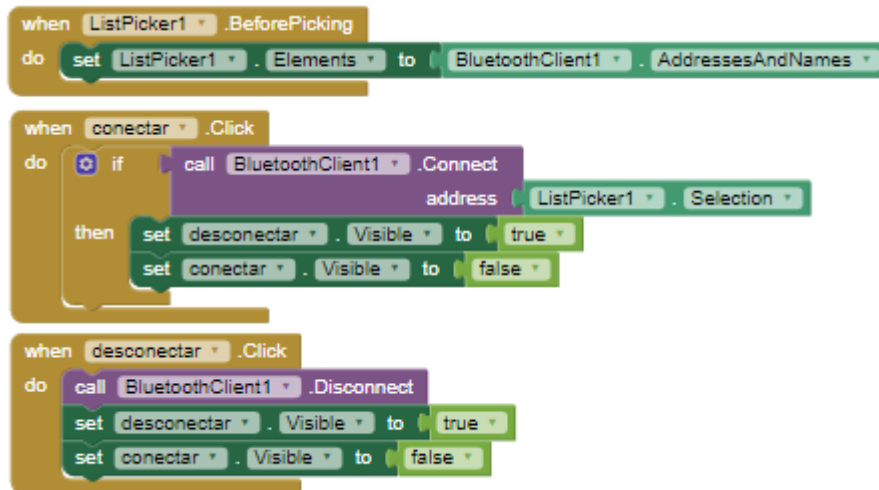 when ListPicker1 .BeforePicking
do set ListPicker1 . Elements to BluetoothClient1 . AddressesAndNames
when conectar .Click
do if call BluetoothClient1 .Connect
address ListPicker1 . Selection
then set desconectar . Visible to true
set conectar . Visible to false
when desconectar .Click
do call BluetoothClient1 .Disconnect
set desconectar . Visible to true
set conectar . Visible to false